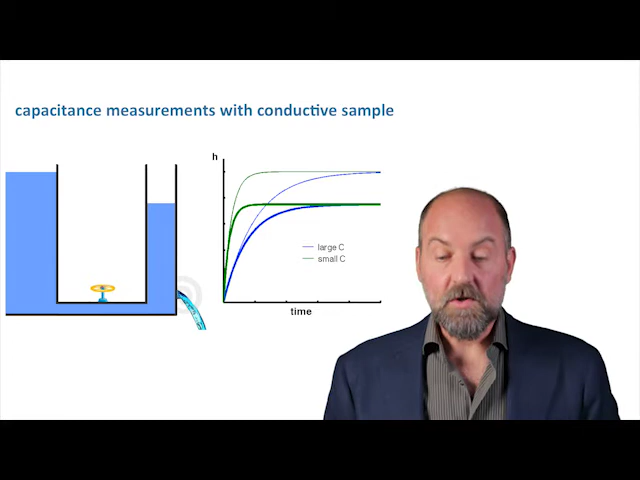 capacitance measurements with conductive sample
h
large C
small C
time